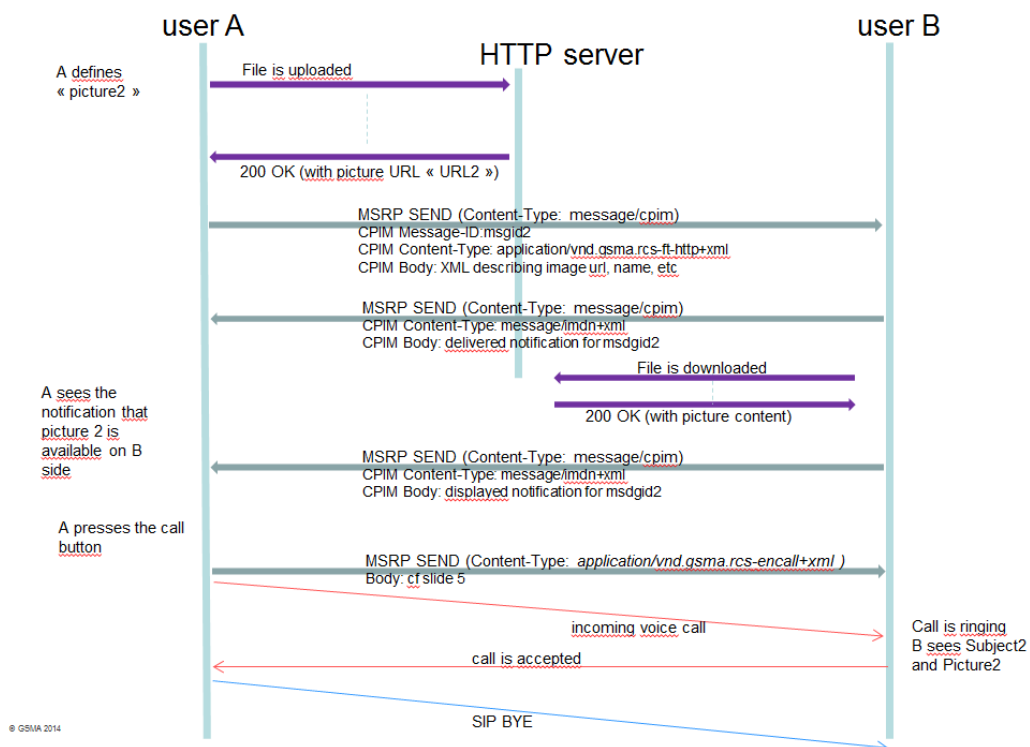 user A
user B
HTTP server
A defines
« picture2 »
File is uploaded
200 OK (with picture URL « URL2 »)
MSRP SEND (Content-Type: message/cpim)
CPIM Message-ID:msgid2
CPIM Content-Type: application/vnd.gsma.rcs-ft-http+xml
CPIM Body: XML describing image url, name, etc
MSRP SEND (Content-Type: message/cpim)
CPIM Content-Type: message/imdn+xml
CPIM Body: delivered notification for msdgid2
File is downloaded
200 OK (with picture content)
A sees the
notification that
picture 2 is
available on B
side
MSRP SEND (Content-Type: message/cpim)
CPIM Content-Type: message/imdn+xml
CPIM Body: displayed notification for msdgid2
A presses the call
button
MSRP SEND (Content-Type: application/vnd.gsma.rcs-encall+xml )
Body: cf slide 5
incoming voice call
Call is ringing
B sees Subject2
and Picture2
call is accepted
SIP BYE
© GSMA 2014